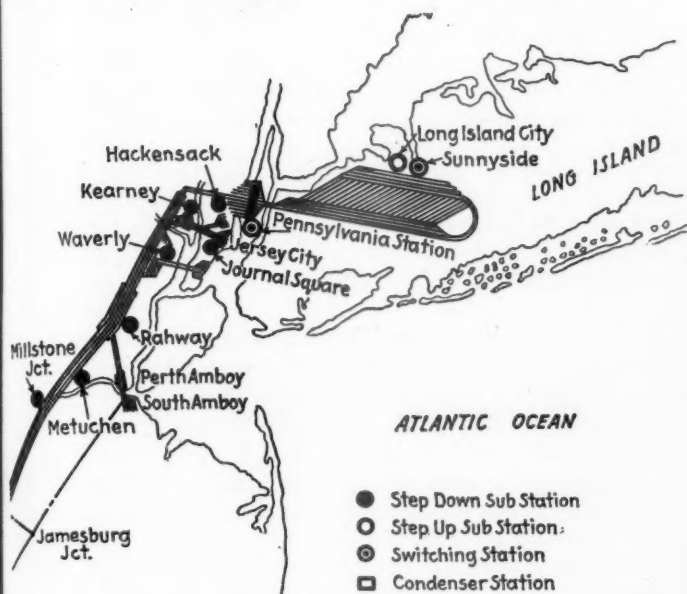 Long Island City
Sunnyside
LONG ISLAND
Hackensack
Kearney
Waverly
Pennsylvania Station
Jersey City
Journal Square
Rahway
Millstone
Jct.
Perth Amboy
South Amboy
Metuchen
Jamesburg
Jct.
ATLANTIC OCEAN
Step Down Sub Station
Step Up Sub Station:
Switching Station
Condenser Station